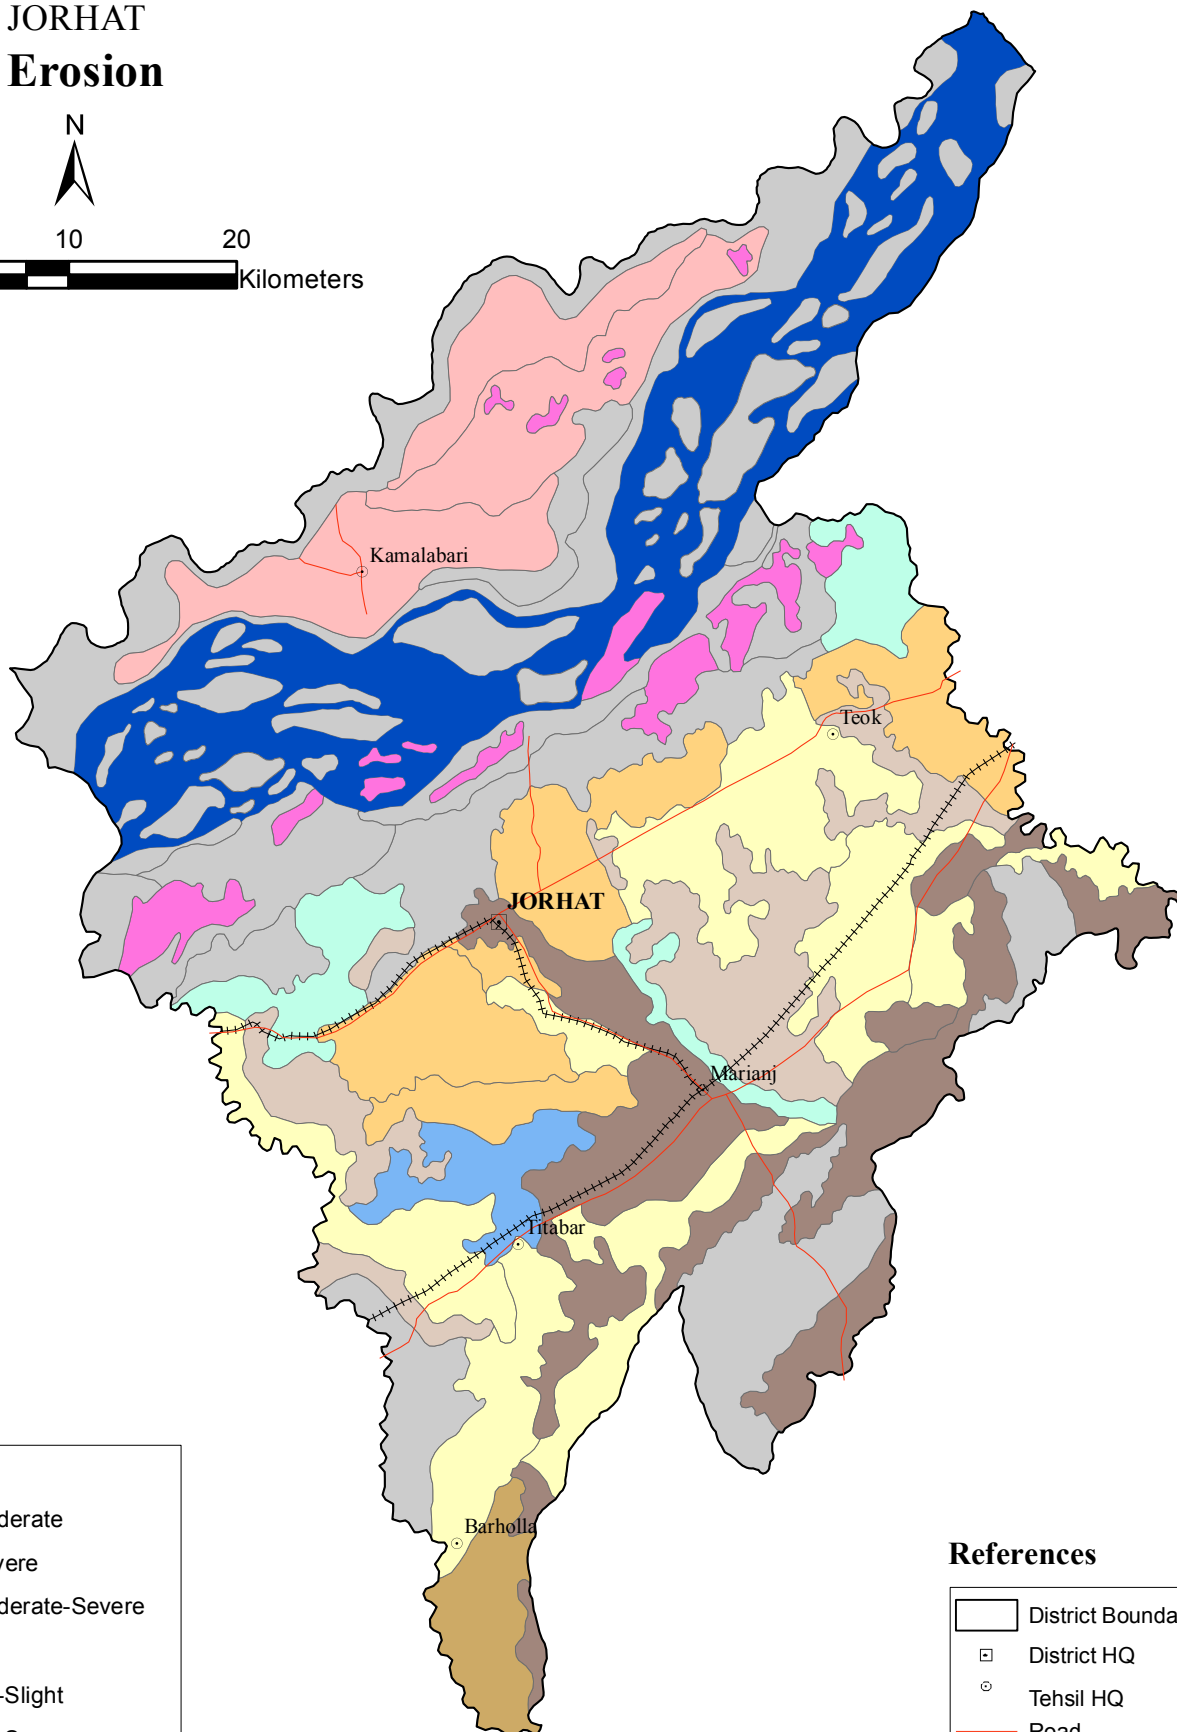 JORHAT
Erosion
N
10 20
Kilometers
Kamalabari
Teok
JORHAT
Marianj
Titabar
Barholla
derate
vere
derate-Severe
-Slight
References
District Bounda
District HQ
Tehsil HQ
Road